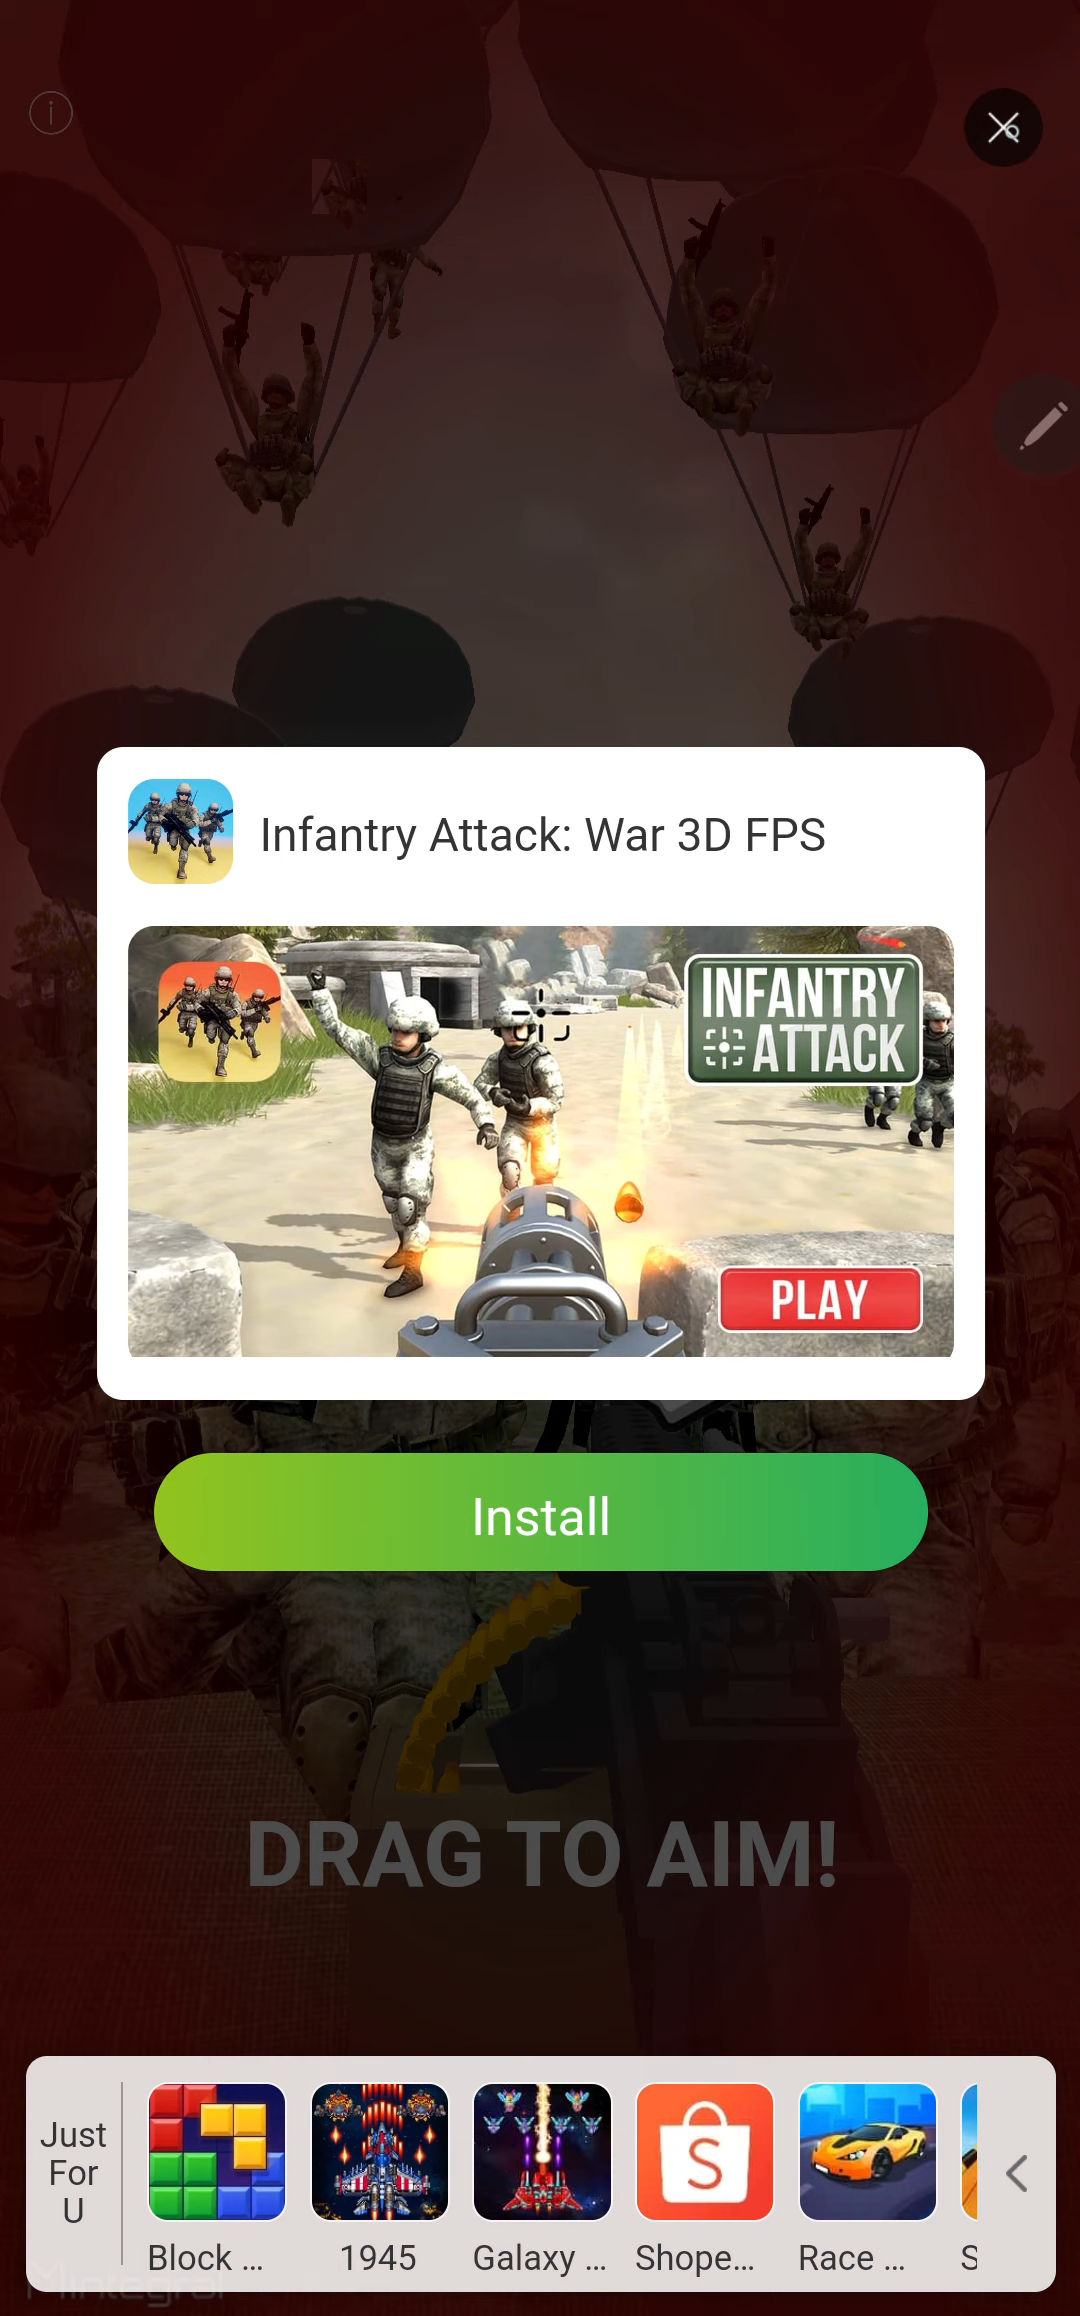 Infantry Attack: War 3D FPS
INFANTRY
ATTACK
PLAY
Install
DRAG TO AIM!
Just
For
U
Block ...
1945
Galaxy ...
Shope...
Race ...
S
Mintegral